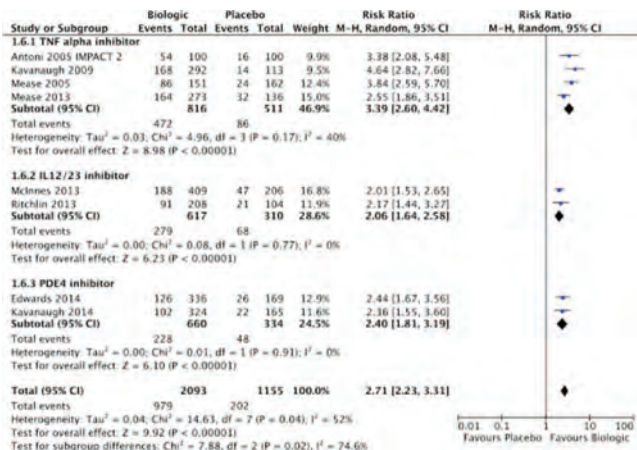 Biologic Placebo Risk Ratio Risk Ratio
Study or Subgroup Events Total Events Total Weight M-H, Random, 95% CI M-H, Random, 95% CI
1.6.1 TNF alpha inhibitor
Antoni 2005 IMPACT 2 54 100 16 100 9.9% 3.38 [2.08, 5.48]
Kavanaugh 2009 168 292 14 113 9.5% 4.64 [2.82, 7.66]
Mease 2005 86 151 24 162 12.4% 3.84 [2.59, 5.70]
Mease 2013 164 273 32 136 15.0% 2.55 [1.86, 3.51]
Subtotal (95% CI) 816 511 46.9% 3.39 [2.60, 4.42]
Total events 472 86
Heterogeneity: Tau² = 0.03; Chi² = 4.96, df = 3 (P = 0.17); I² = 40%
Test for overall effect: Z = 8.98 (P < 0.00001)
1.6.2 IL12/23 inhibitor
McInnes 2013 188 409 47 206 16.8% 2.01 [1.53, 2.65]
Ritchlin 2013 91 208 21 104 11.9% 2.17 [1.44, 3.27]
Subtotal (95% CI) 617 310 28.6% 2.06 [1.64, 2.58]
Total events 279 68
Heterogeneity: Tau² = 0.00; Chi² = 0.08, df = 1 (P = 0.77); I² = 0%
Test for overall effect: Z = 6.23 (P < 0.00001)
1.6.3 PDE4 inhibitor
Edwards 2014 126 336 26 169 12.9% 2.44 [1.67, 3.56]
Kavanaugh 2014 102 324 22 165 11.6% 2.36 [1.55, 3.60]
Subtotal (95% CI) 660 334 24.5% 2.40 [1.81, 3.19]
Total events 228 48
Heterogeneity: Tau² = 0.00; Chi² = 0.01, df = 1 (P = 0.91); I² = 0%
Test for overall effect: Z = 6.10 (P < 0.00001)
Total (95% CI) 2093 1155 100.0% 2.71 [2.23, 3.31]
Total events 979 202
Heterogeneity: Tau² = 0.04; Chi² = 14.63, df = 7 (P = 0.04); I² = 52%
Test for overall effect: Z = 9.92 (P < 0.00001)
Test for subgroup differences: Chi² = 7.88, df = 2 (P = 0.02), I² = 74.6%
0.01 0.1 1 10 100
Favours Placebo Favours Biologic